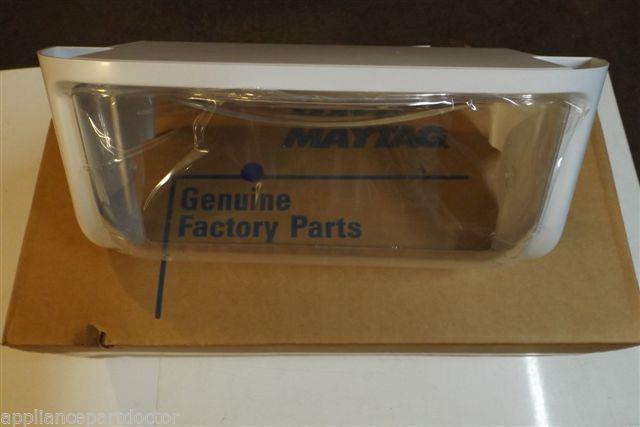 MAYTAG
Genuine
Factory Parts
appliancepartdoctor